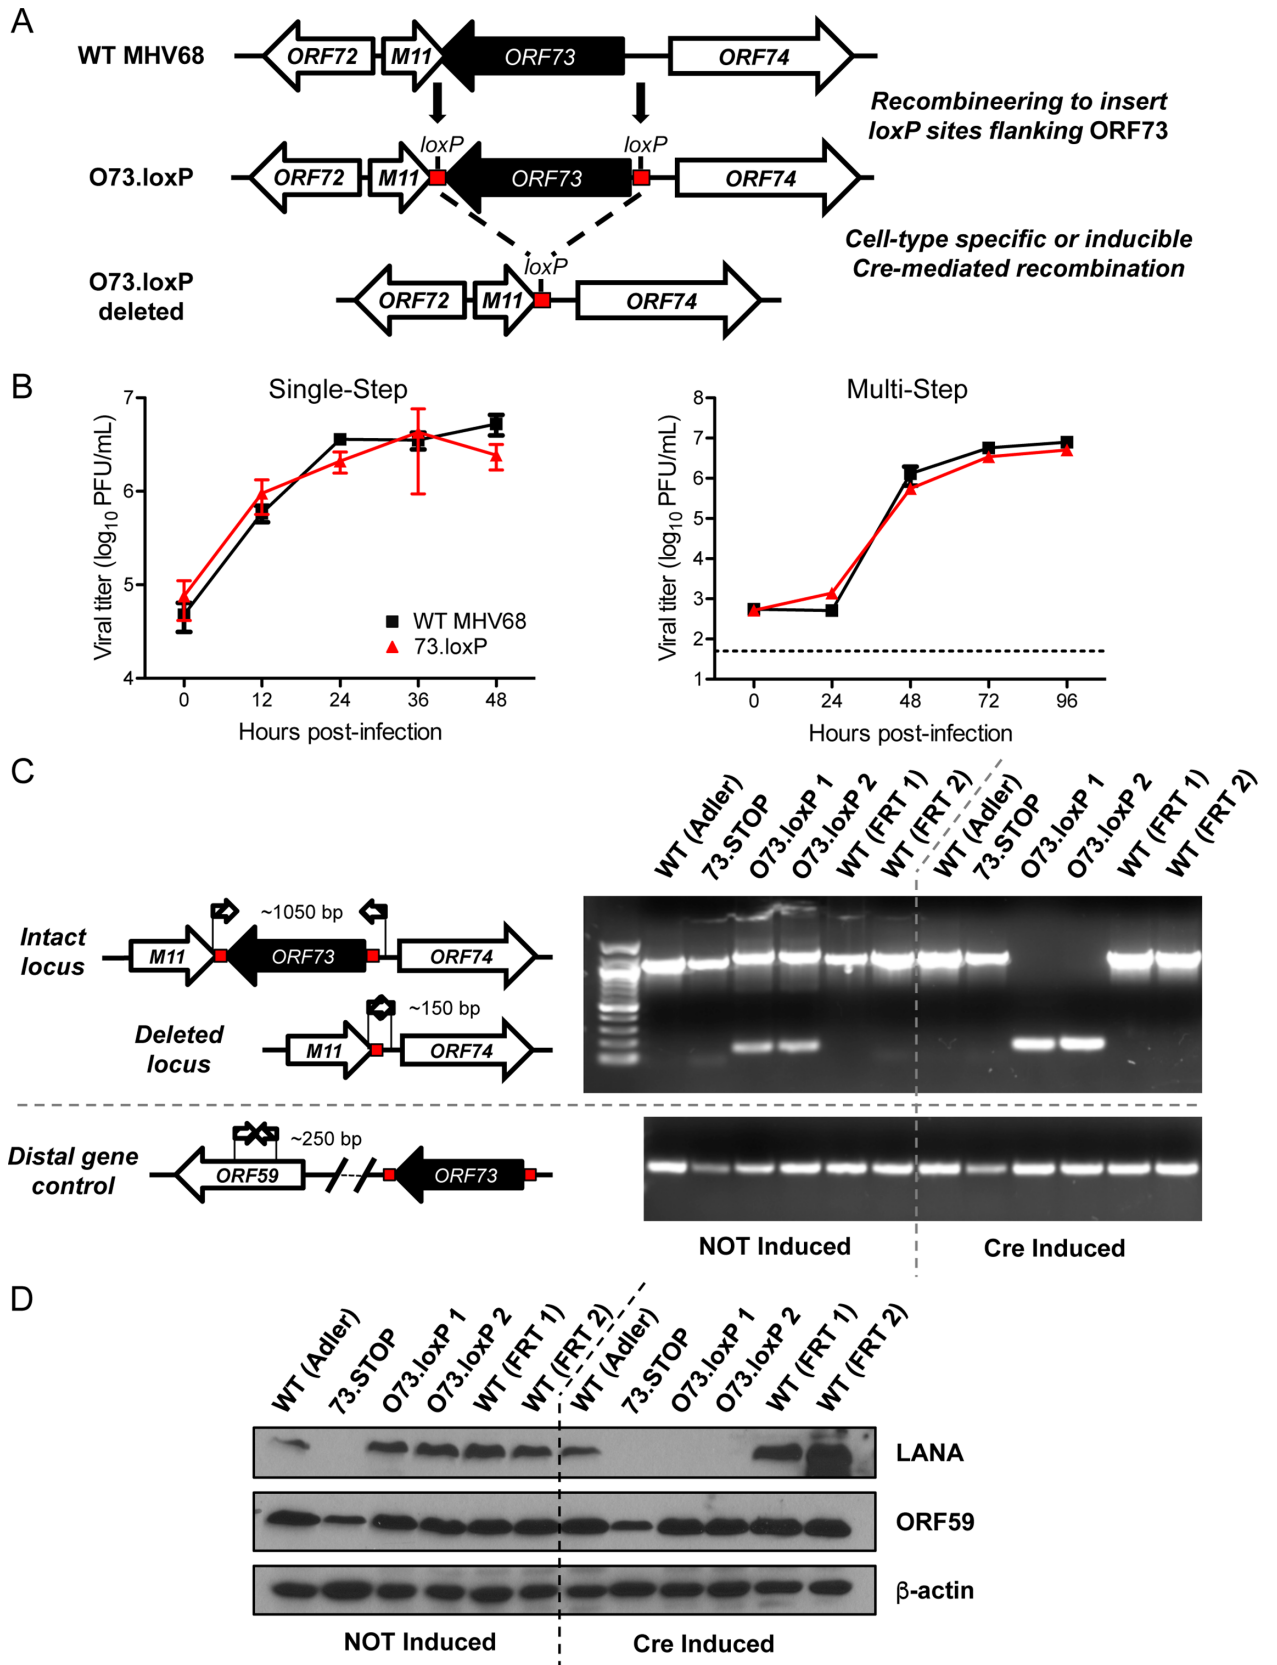 A
WT MHV68
ORF72
M11
ORF73
ORF74
Recombineering to insert
loxP sites flanking ORF73
O73.loxP
ORF72
M11
loxP
ORF73
loxP
ORF74
Cell-type specific or inducible
Cre-mediated recombination
O73.loxP
deleted
ORF72
M11
loxP
ORF74
B
Single-Step
Viral titer (log10 PFU/mL)
7
6
5
4
0
12
24
36
48
Hours post-infection
WT MHV68
73.loxP
Multi-Step
Viral titer (log10 PFU/mL)
8
7
6
5
4
3
2
1
0
24
48
72
96
Hours post-infection
C
WT (Adler)
73.STOP
O73.loxP 1
O73.loxP 2
WT (FRT 1)
WT (FRT 2)
WT (Adler)
73.STOP
O73.loxP 1
O73.loxP 2
WT (FRT 1)
WT (FRT 2)
Intact
locus
~1050 bp
M11
ORF73
ORF74
Deleted
locus
~150 bp
M11
ORF74
Distal gene
control
~250 bp
ORF59
ORF73
NOT Induced
Cre Induced
D
WT (Adler)
73.STOP
O73.loxP 1
O73.loxP 2
WT (FRT 1)
WT (FRT 2)
WT (Adler)
73.STOP
O73.loxP 1
O73.loxP 2
WT (FRT 1)
WT (FRT 2)
LANA
ORF59
β-actin
NOT Induced
Cre Induced